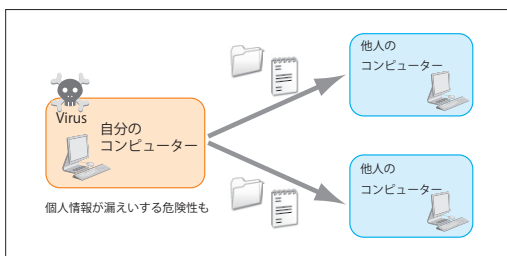 Virus
自分の
コンピューター
個人情報が漏えいする危険性も
他人の
コンピューター
他人の
コンピューター